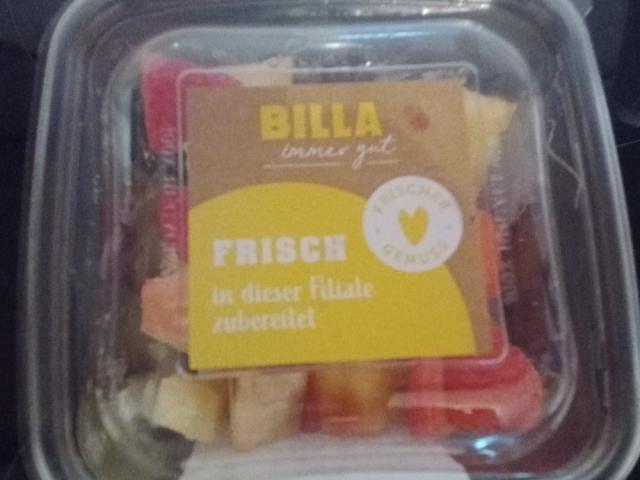 BILLA
immer gut
FRISCHER
GENUSS
FRISCH
in dieser Filiale
zubereitet